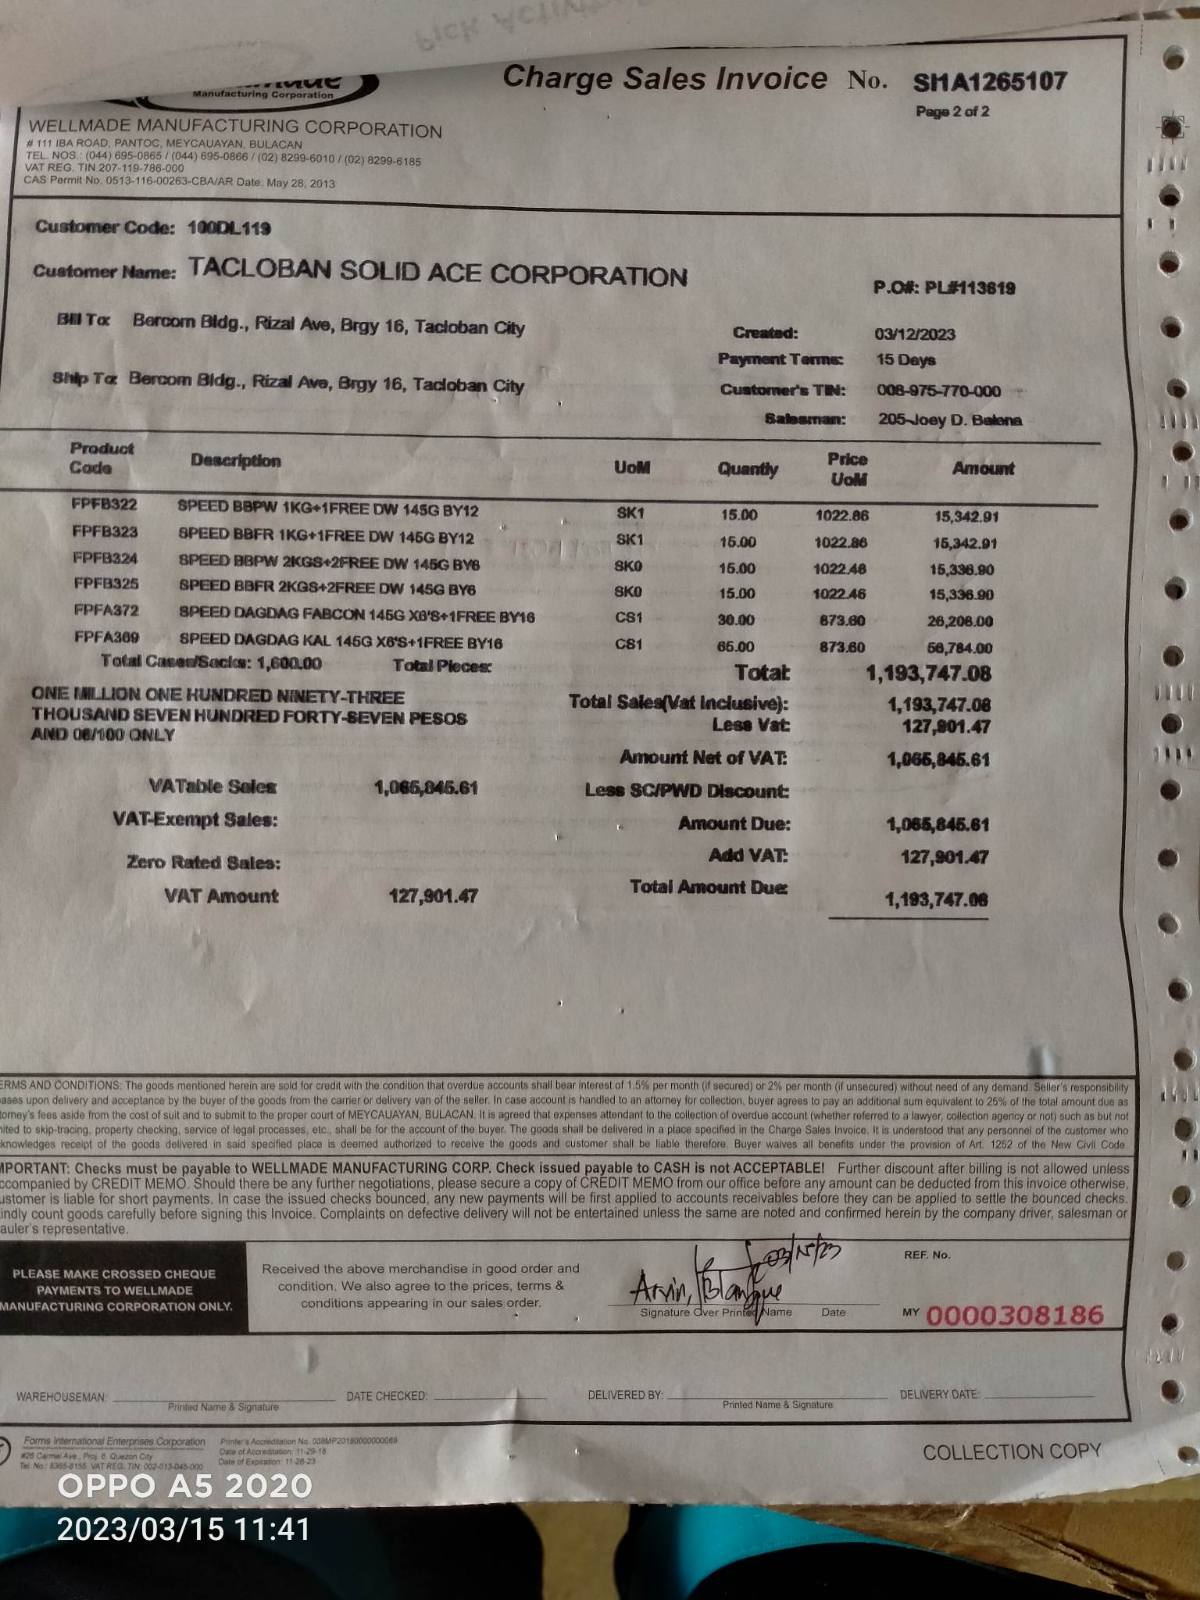 Manufacturing Corporation
Charge Sales Invoice No. SHA1265107
Page 2 of 2
WELLMADE MANUFACTURING CORPORATION
# 111 IBA ROAD, PANTOC, MEYCAUAYAN, BULACAN
TEL. NOS.: (044) 695-0865 / (044) 695-0866 / (02) 8299-6010 / (02) 8299-6185
VAT REG. TIN 207-119-786-000
CAS Permit No. 0513-116-00263-CBA/AR Date: May 28, 2013
Customer Code: 100DL119
Customer Name: TACLOBAN SOLID ACE CORPORATION
P.O#: PL#113619
Bill To: Bercom Bldg., Rizal Ave, Brgy 16, Tacloban City
Created: 03/12/2023
Payment Terms: 15 Days
Ship To: Bercom Bldg., Rizal Ave, Brgy 16, Tacloban City
Customer's TIN: 008-975-770-000
Salesman: 205-Joey D. Balena
Product Code Description UoM Quantly Price UoM Amount
FPFB322 SPEED BBPW 1KG+1FREE DW 145G BY12 SK1 15.00 1022.86 15,342.91
FPFB323 SPEED BBFR 1KG+1FREE DW 145G BY12 SK1 15.00 1022.86 15,342.91
FPFB324 SPEED BBPW 2KGS+2FREE DW 145G BY6 SK0 15.00 1022.46 15,336.90
FPFB325 SPEED BBFR 2KGS+2FREE DW 145G BY6 SK0 15.00 1022.46 15,336.90
FPFA372 SPEED DAGDAG FABCON 145G X6'S+1FREE BY16 CS1 30.00 873.60 26,208.00
FPFA369 SPEED DAGDAG KAL 145G X6'S+1FREE BY16 CS1 65.00 873.60 56,784.00
Total Cases/Sacks: 1,600.00 Total Pieces: Total: 1,193,747.08
ONE MILLION ONE HUNDRED NINETY-THREE
THOUSAND SEVEN HUNDRED FORTY-SEVEN PESOS
AND 08/100 ONLY
Total Sales(Vat Inclusive): 1,193,747.08
Less Vat: 127,901.47
Amount Net of VAT: 1,065,845.61
VATable Sales 1,065,845.61
Less SC/PWD Discount:
VAT-Exempt Sales:
Amount Due: 1,065,845.61
Zero Rated Sales:
Add VAT: 127,901.47
VAT Amount 127,901.47
Total Amount Due: 1,193,747.08
ERMS AND CONDITIONS: The goods mentioned herein are sold for credit with the condition that overdue accounts shall bear interest of 1.5% per month (if secured) or 2% per month (if unsecured) without need of any demand. Seller's responsibility
ases upon delivery and acceptance by the buyer of the goods from the carrier or delivery van of the seller. In case account is handled to an attorney for collection, buyer agrees to pay an additional sum equivalent to 25% of the total amount due as
torney's fees aside from the cost of suit and to submit to the proper court of MEYCAUAYAN, BULACAN. It is agreed that expenses attendant to the collection of overdue account (whether referred to a lawyer, collection agency or not) such as but not
ited to skip-tracing, property checking, service of legal processes, etc., shall be for the account of the buyer. The goods shall be delivered in a place specified in the Charge Sales Invoice. It is understood that any personnel of the customer who
knowledges receipt of the goods delivered in said specified place is deemed authorized to receive the goods and customer shall be liable therefore. Buyer waives all benefits under the provision of Art. 1252 of the New Civil Code.
MPORTANT: Checks must be payable to WELLMADE MANUFACTURING CORP. Check issued payable to CASH is not ACCEPTABLE! Further discount after billing is not allowed unless
ccompanied by CREDIT MEMO. Should there be any further negotiations, please secure a copy of CREDIT MEMO from our office before any amount can be deducted from this invoice otherwise,
ustomer is liable for short payments. In case the issued checks bounced, any new payments will be first applied to accounts receivables before they can be applied to settle the bounced checks.
indly count goods carefully before signing this Invoice. Complaints on defective delivery will not be entertained unless the same are noted and confirmed herein by the company driver, salesman or
auler's representative.
PLEASE MAKE CROSSED CHEQUE
PAYMENTS TO WELLMADE
MANUFACTURING CORPORATION ONLY.
Received the above merchandise in good order and
condition. We also agree to the prices, terms &
conditions appearing in our sales order.
03/15/23
Arvin
Signature Over Printed Name Date
REF. No.
MY 0000308186
WAREHOUSEMAN: DATE CHECKED: DELIVERED BY: DELIVERY DATE:
Printed Name & Signature Printed Name & Signature
Forms International Enterprises Corporation
#26 Carmel Ave., Proj. 6, Quezon City
Date of Accreditation: 11-29-18
Date of Expiration: 11-28-23
COLLECTION COPY
OPPO A5 2020
2023/03/15 11:41